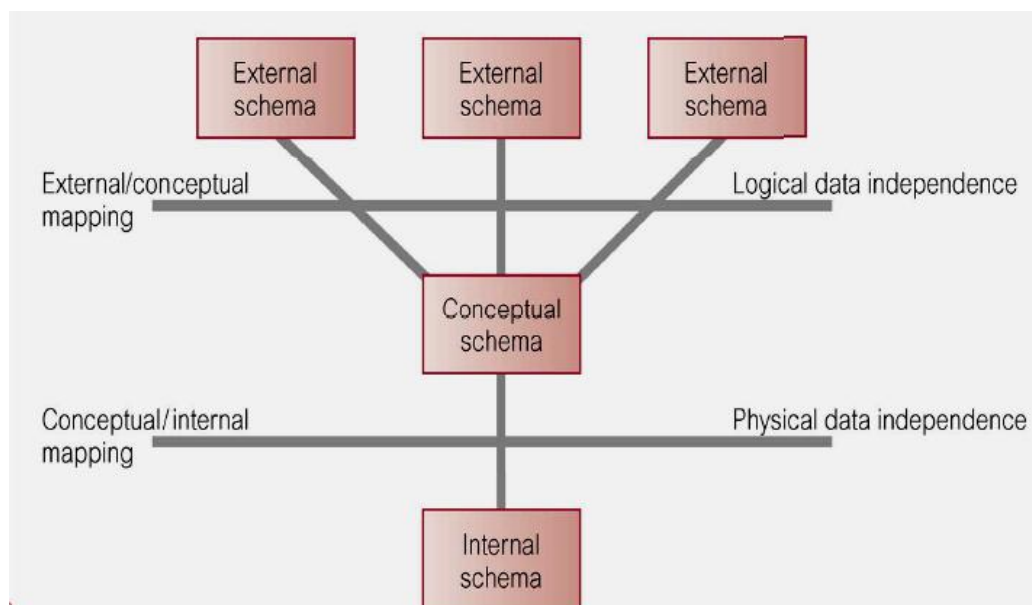 External
schema
External
schema
External
schema
External/conceptual
mapping
Logical data independence
Conceptual
schema
Conceptual/internal
mapping
Physical data independence
Internal
schema